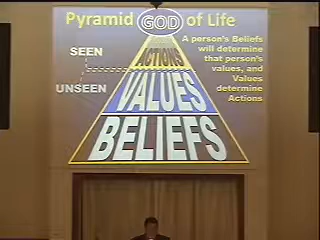 Pyramid GOD of Life
A person's Beliefs
will determine
that person's
values, and
Values
determine
Actions
SEEN
UNSEEN
ACTIONS
VALUES
BELIEFS